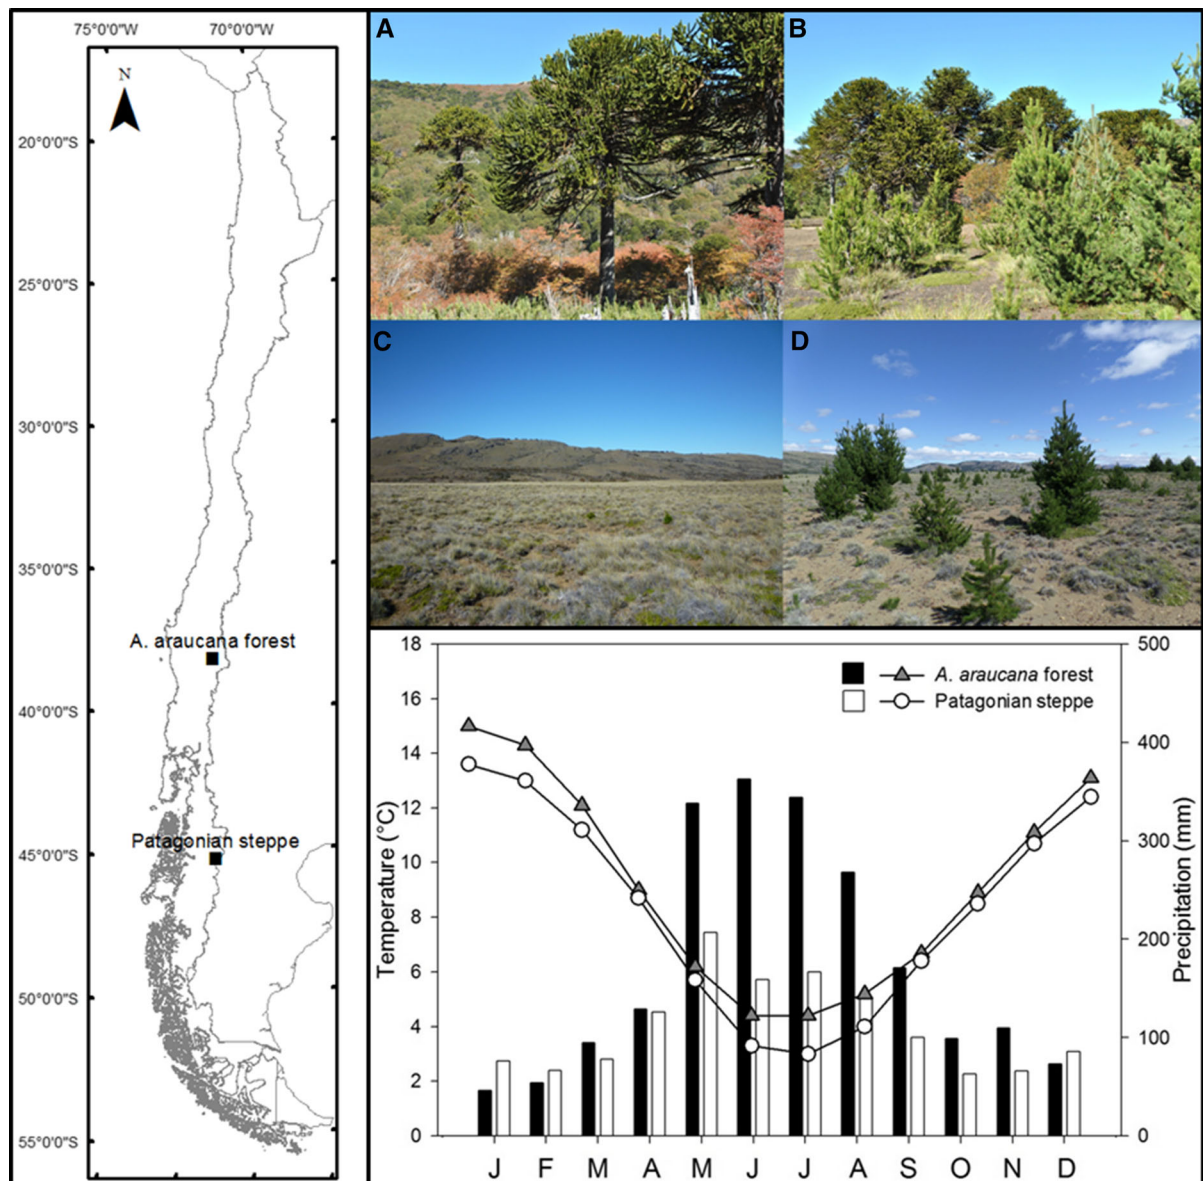 75°0'0"W 70°0'0"W
N
20°0'0"S
25°0'0"S
30°0'0"S
35°0'0"S
A. araucana forest
40°0'0"S
Patagonian steppe
45°0'0"S
50°0'0"S
55°0'0"S
A
B
C
D
18 500
16
14 400
12
10 300
8
6 200
4
2 100
0 0
Temperature (°C)
Precipitation (mm)
A. araucana forest
Patagonian steppe
J F M A M J J A S O N D